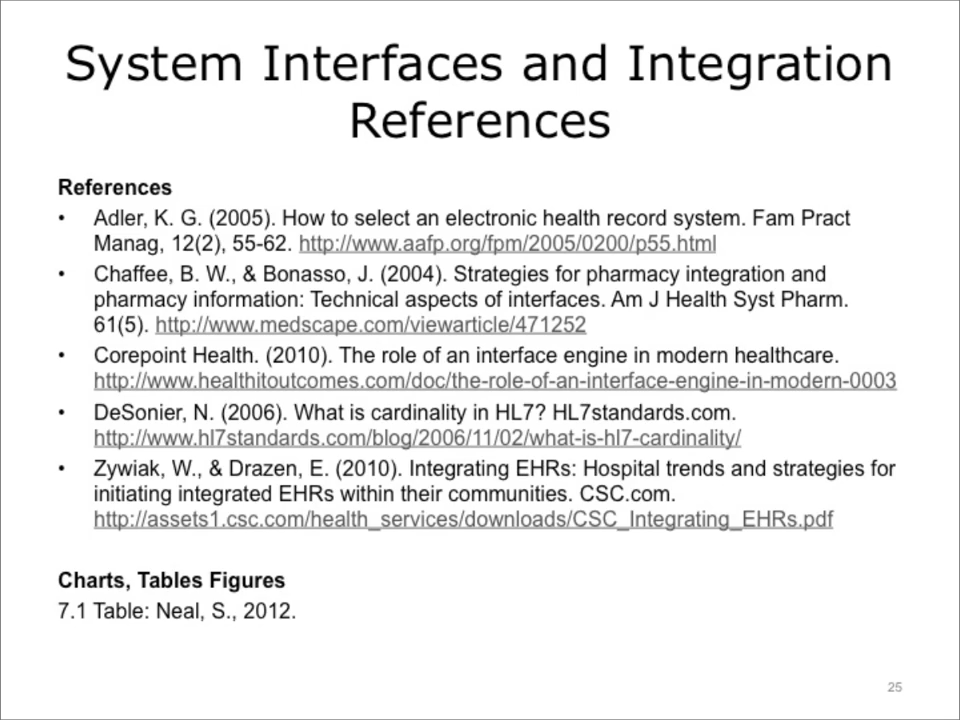 System Interfaces and Integration
References
References
• Adler, K. G. (2005). How to select an electronic health record system. Fam Pract
Manag, 12(2), 55-62. http://www.aafp.org/fpm/2005/0200/p55.html
• Chaffee, B. W., & Bonasso, J. (2004). Strategies for pharmacy integration and
pharmacy information: Technical aspects of interfaces. Am J Health Syst Pharm.
61(5). http://www.medscape.com/viewarticle/471252
• Corepoint Health. (2010). The role of an interface engine in modern healthcare.
http://www.healthitoutcomes.com/doc/the-role-of-an-interface-engine-in-modern-0003
• DeSonier, N. (2006). What is cardinality in HL7? HL7standards.com.
http://www.hl7standards.com/blog/2006/11/02/what-is-hl7-cardinality/
• Zywiak, W., & Drazen, E. (2010). Integrating EHRs: Hospital trends and strategies for
initiating integrated EHRs within their communities. CSC.com.
http://assets1.csc.com/health_services/downloads/CSC_Integrating_EHRs.pdf
Charts, Tables Figures
7.1 Table: Neal, S., 2012.
25